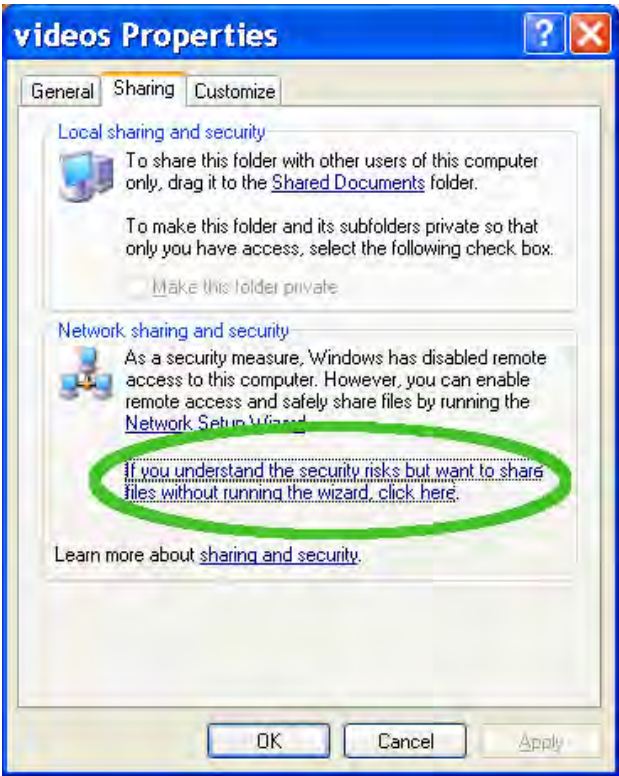 videos Properties
General Sharing Customize
Local sharing and security
To share this folder with other users of this computer
only, drag it to the Shared Documents folder.
To make this folder and its subfolders private so that
only you have access, select the following check box.
Make this folder private
Network sharing and security
As a security measure, Windows has disabled remote
access to this computer. However, you can enable
remote access and safely share files by running the
Network Setup Wizard.
If you understand the security risks but want to share
files without running the wizard, click here.
Learn more about sharing and security.
OK Cancel Apply